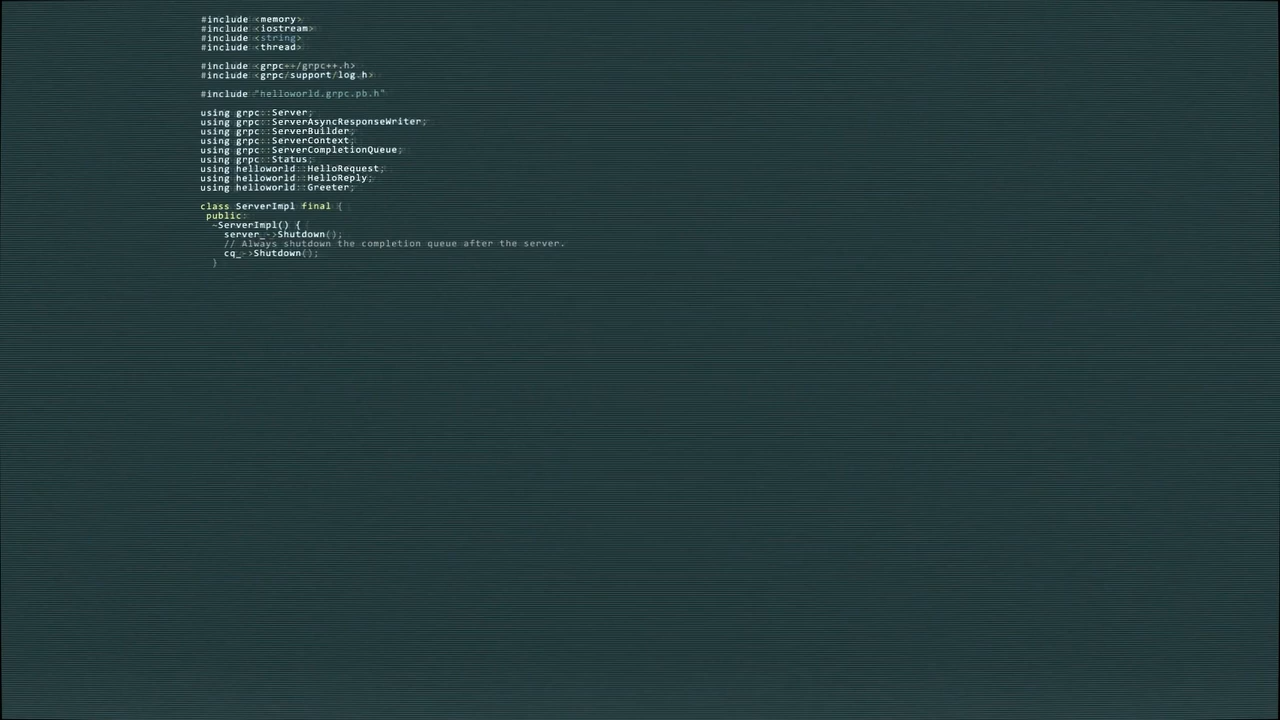 #include <memory>
#include <iostream>
#include <string>
#include <thread>
#include <grpc++/grpc++.h>
#include <grpc/support/log.h>
#include "helloworld.grpc.pb.h"
using grpc::Server;
using grpc::ServerAsyncResponseWriter;
using grpc::ServerBuilder;
using grpc::ServerContext;
using grpc::ServerCompletionQueue;
using grpc::Status;
using helloworld::HelloRequest;
using helloworld::HelloReply;
using helloworld::Greeter;
class ServerImpl final {
public:
~ServerImpl() {
server_->Shutdown();
// Always shutdown the completion queue after the server.
cq_->Shutdown();
}